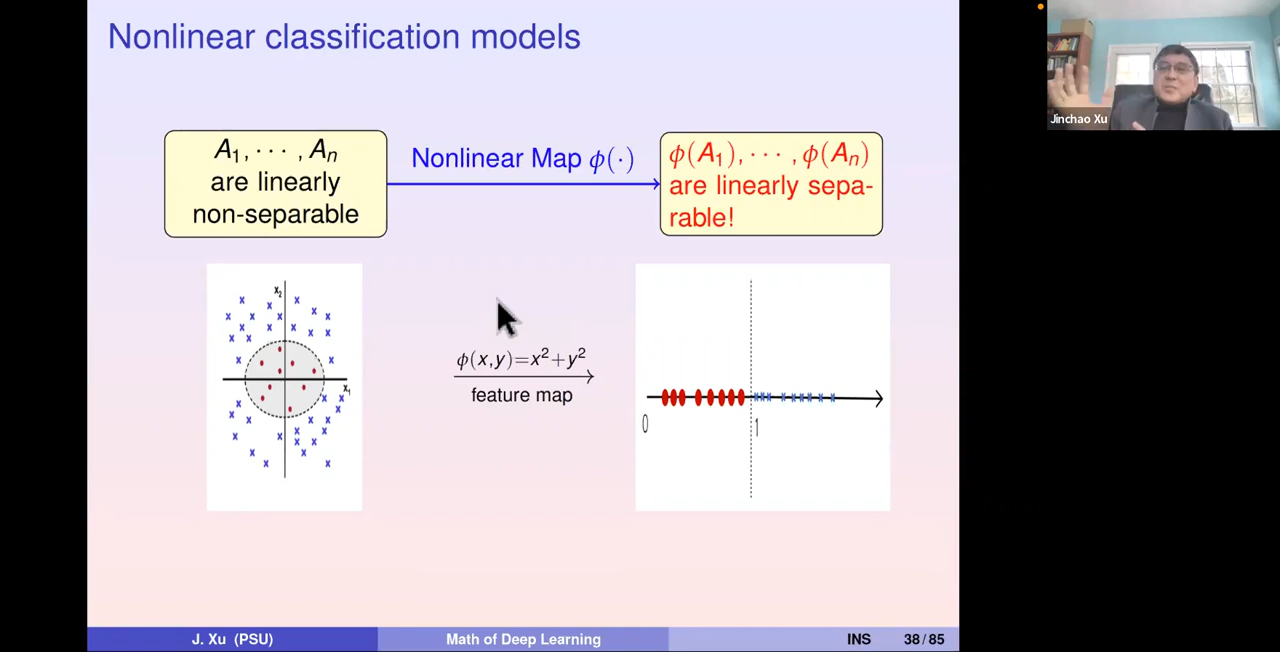 Nonlinear classification models
A₁, ⋯ , Aₙ
are linearly
non-separable
Nonlinear Map ϕ(·)
ϕ(A₁), ⋯ , ϕ(Aₙ)
are linearly sepa-
rable!
x₂
x₁
ϕ(x,y)=x²+y²
feature map
0
1
J. Xu (PSU)
Math of Deep Learning
INS
38 / 85
Jinchao Xu